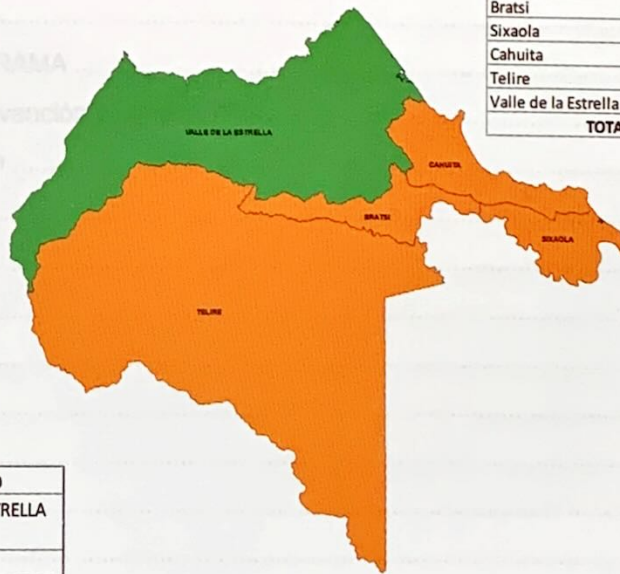 Bratsi
Sixaola
Cahuita
Telire
Valle de la Estrella
TOTA
VALLE DE LA ESTRELLA
CAHUITA
BRATSI
SIXAOLA
TELIRE
RELLA